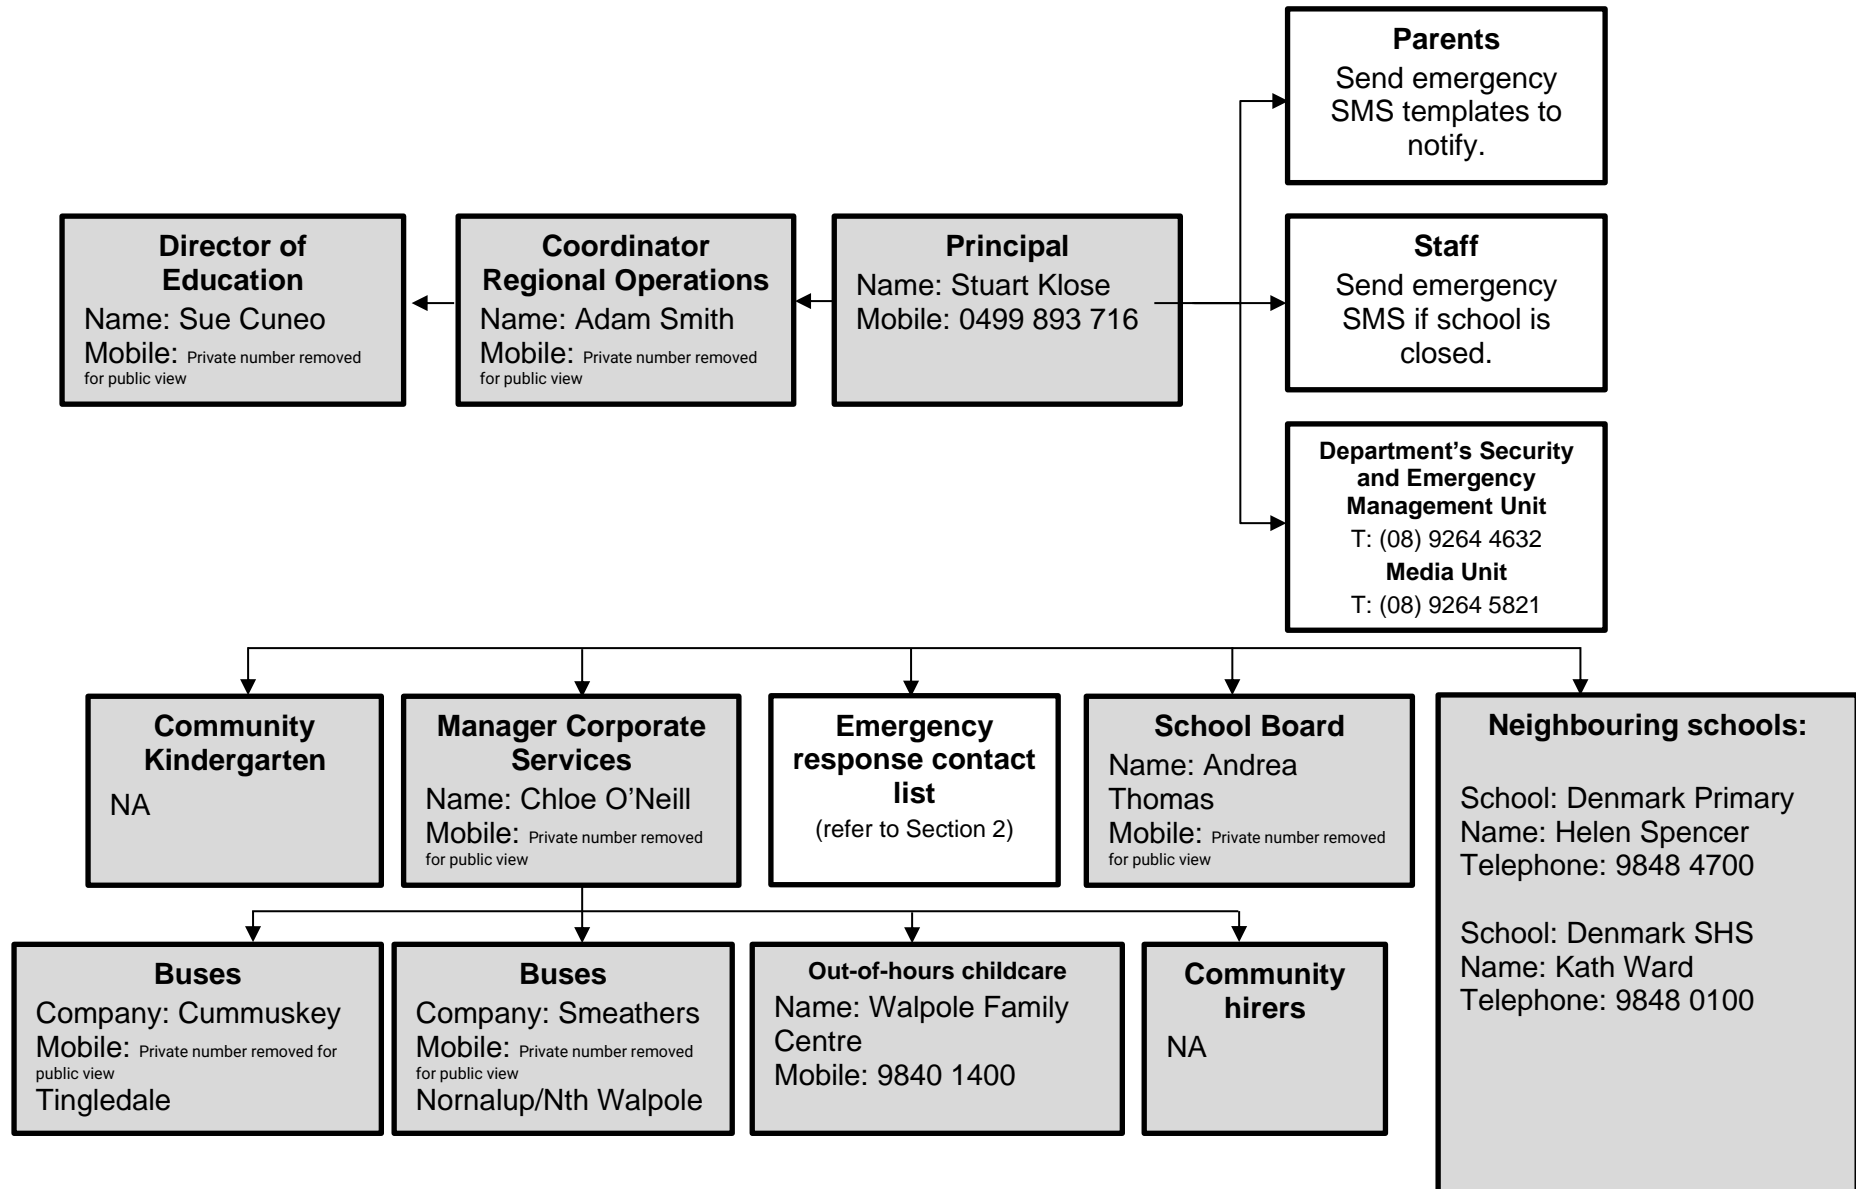 Parents
Send emergency
SMS templates to
notify.
Director of
Education
Name: Sue Cuneo
Mobile: Private number removed
for public view
Coordinator
Regional Operations
Name: Adam Smith
Mobile: Private number removed
for public view
Principal
Name: Stuart Klose
Mobile: 0499 893 716
Staff
Send emergency
SMS if school is
closed.
Department’s Security
and Emergency
Management Unit
T: (08) 9264 4632
Media Unit
T: (08) 9264 5821
Community
Kindergarten
NA
Manager Corporate
Services
Name: Chloe O’Neill
Mobile: Private number removed
for public view
Emergency
response contact
list
(refer to Section 2)
School Board
Name: Andrea
Thomas
Mobile: Private number removed
for public view
Neighbouring schools:
School: Denmark Primary
Name: Helen Spencer
Telephone: 9848 4700
School: Denmark SHS
Name: Kath Ward
Telephone: 9848 0100
Buses
Company: Cummuskey
Mobile: Private number removed for
public view
Tingledale
Buses
Company: Smeathers
Mobile: Private number removed
for public view
Nornalup/Nth Walpole
Out-of-hours childcare
Name: Walpole Family
Centre
Mobile: 9840 1400
Community
hirers
NA